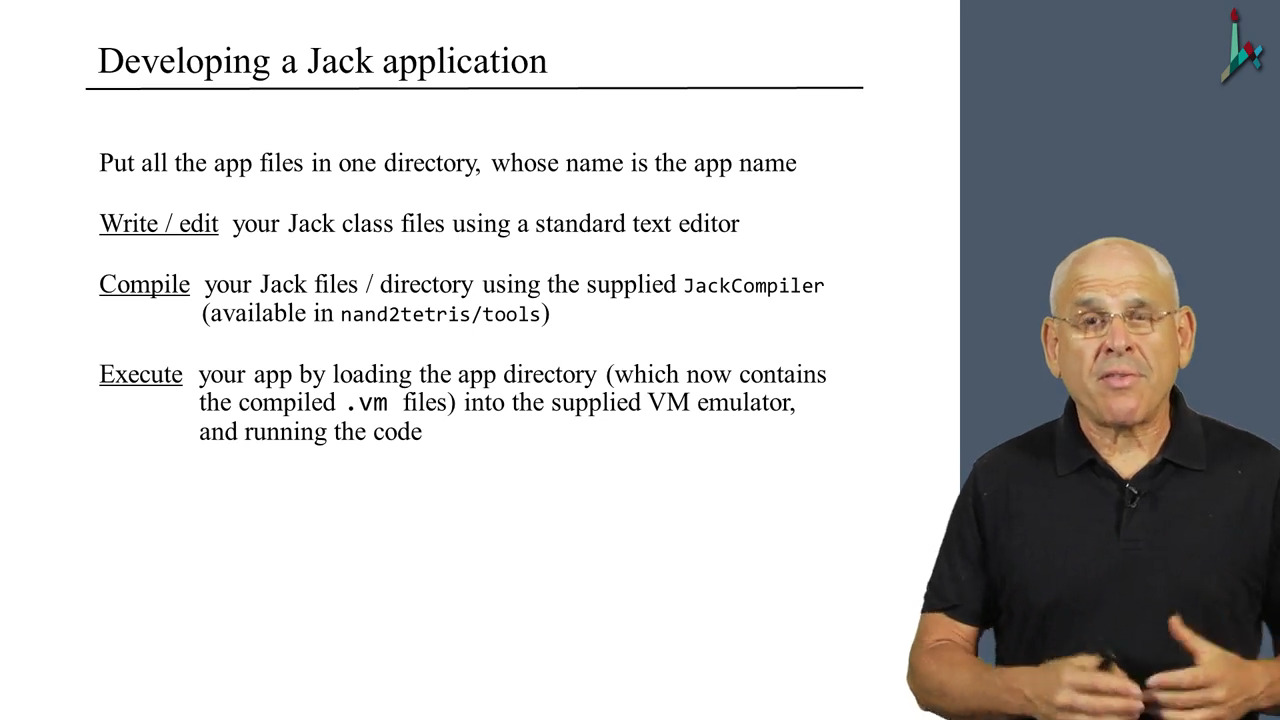 Developing a Jack application
Put all the app files in one directory, whose name is the app name
Write / edit your Jack class files using a standard text editor
Compile your Jack files / directory using the supplied JackCompiler
(available in nand2tetris/tools)
Execute your app by loading the app directory (which now contains
the compiled .vm files) into the supplied VM emulator,
and running the code